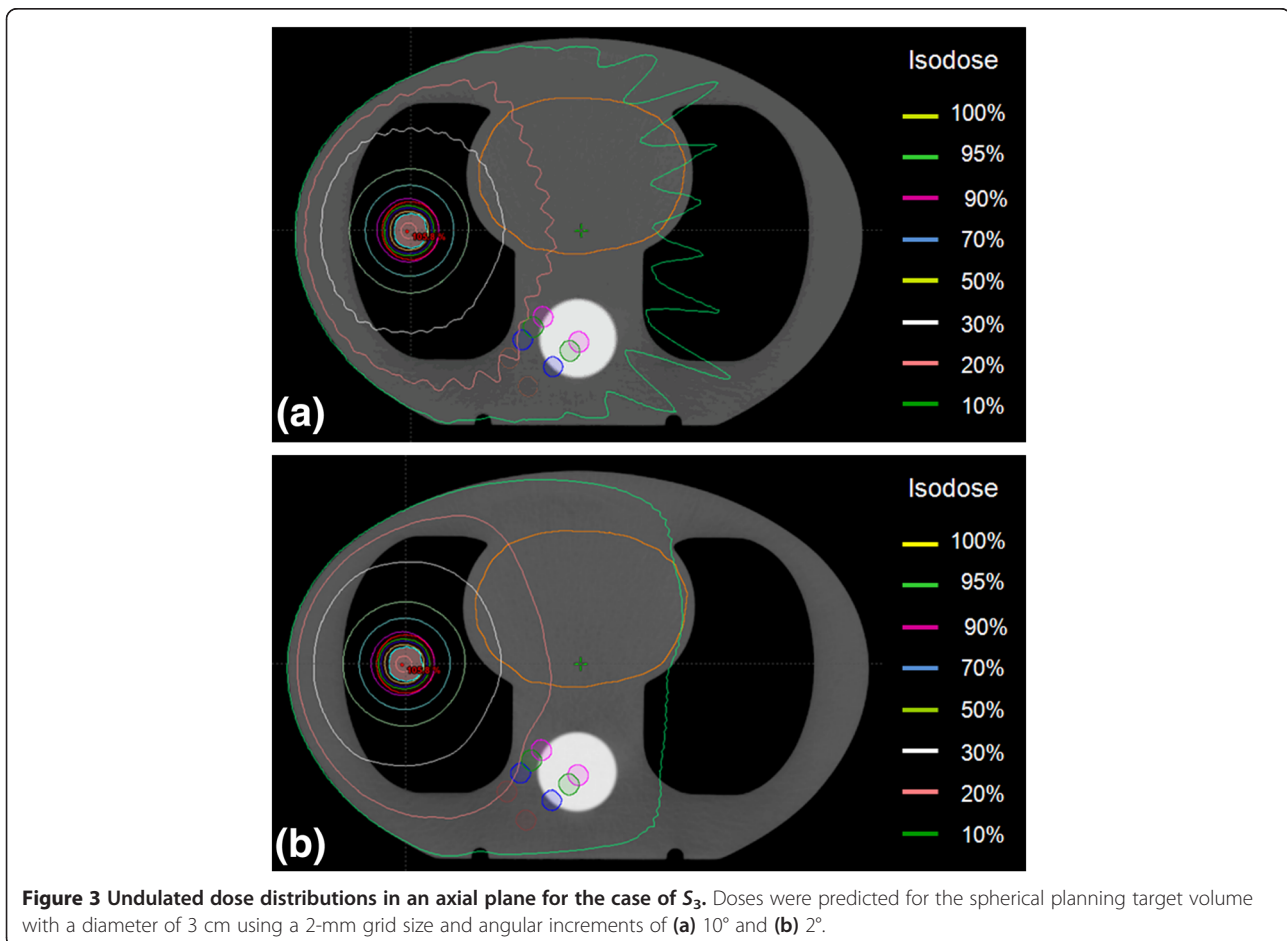 Isodose
100%
95%
90%
70%
50%
30%
20%
10%
(a)
Isodose
100%
95%
90%
70%
50%
30%
20%
10%
(b)
Figure 3 Undulated dose distributions in an axial plane for the case of S₃. Doses were predicted for the spherical planning target volume
with a diameter of 3 cm using a 2-mm grid size and angular increments of (a) 10° and (b) 2°.